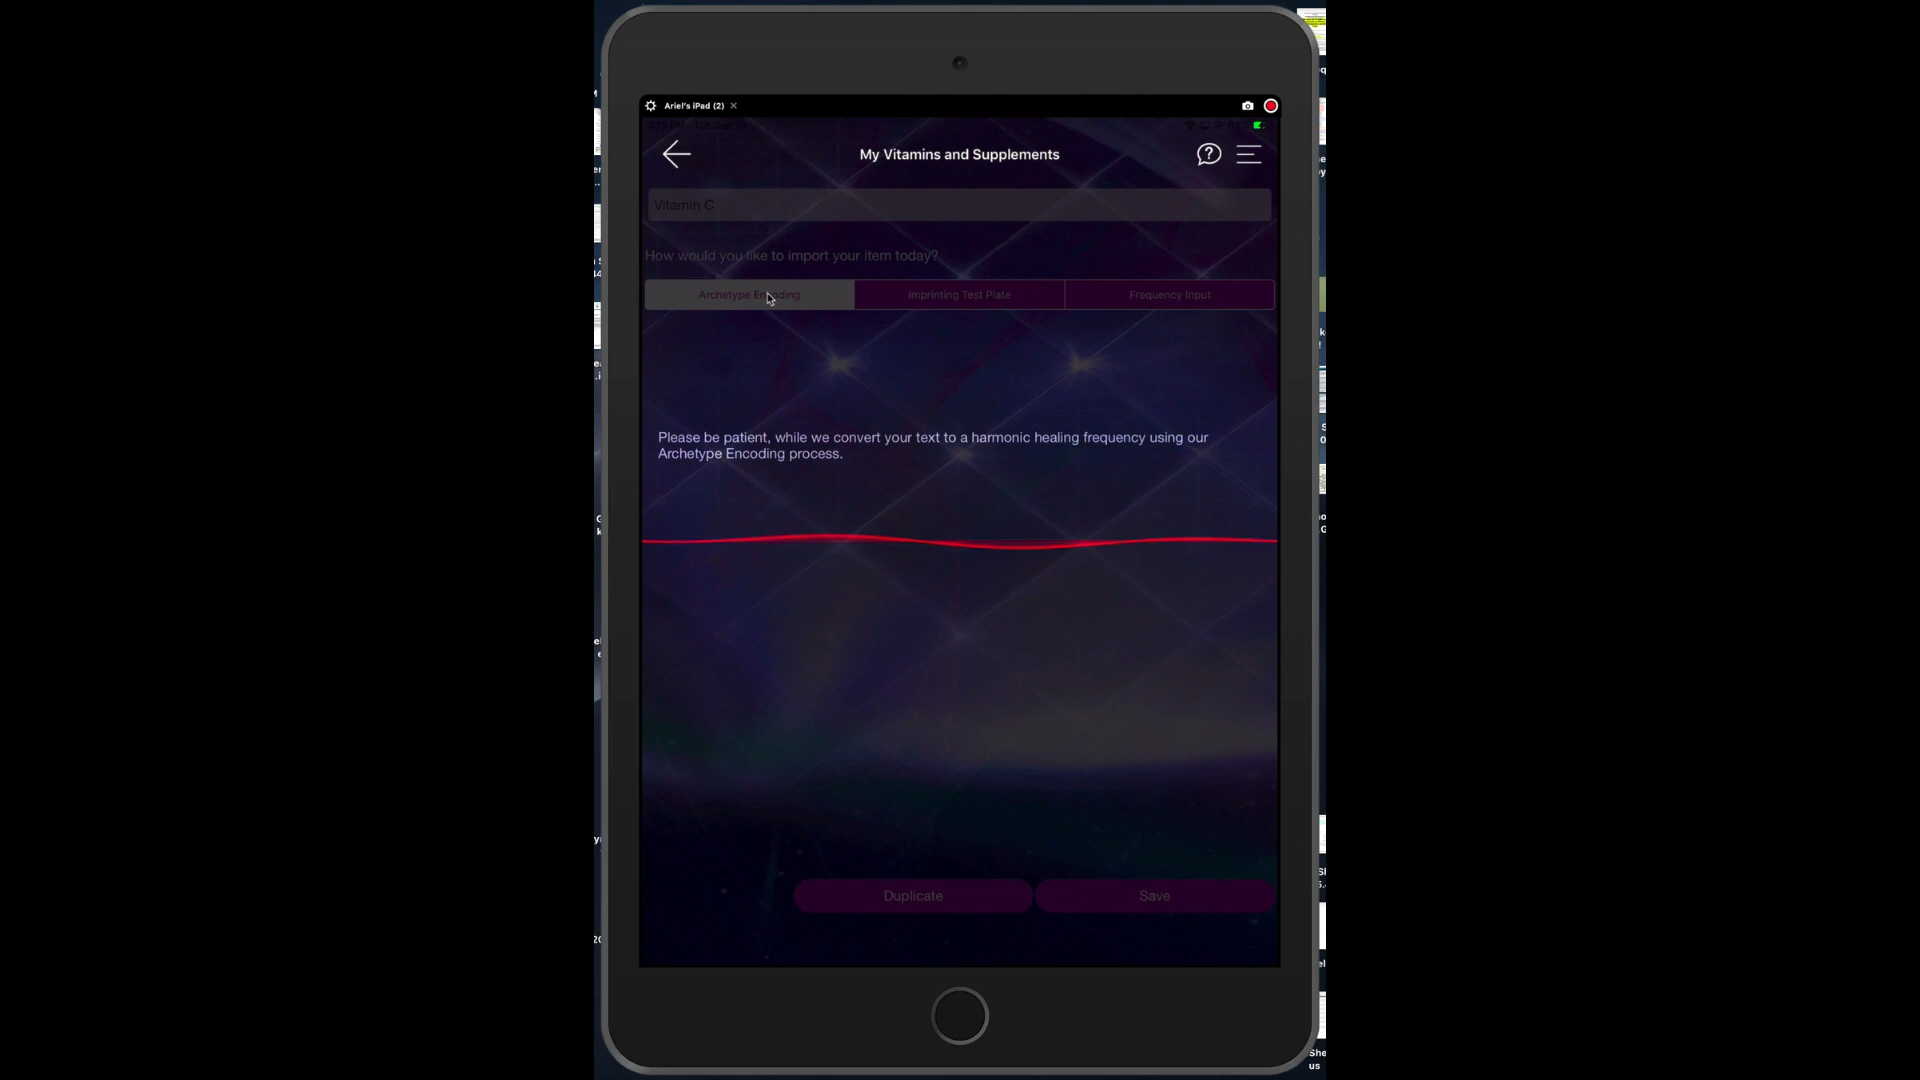 Ariel's iPad (2)
My Vitamins and Supplements
Vitamin C
How would you like to import your item today?
Archetype Encoding
Imprinting Test Plate
Frequency Input
Please be patient, while we convert your text to a harmonic healing frequency using our
Archetype Encoding process.
Duplicate
Save